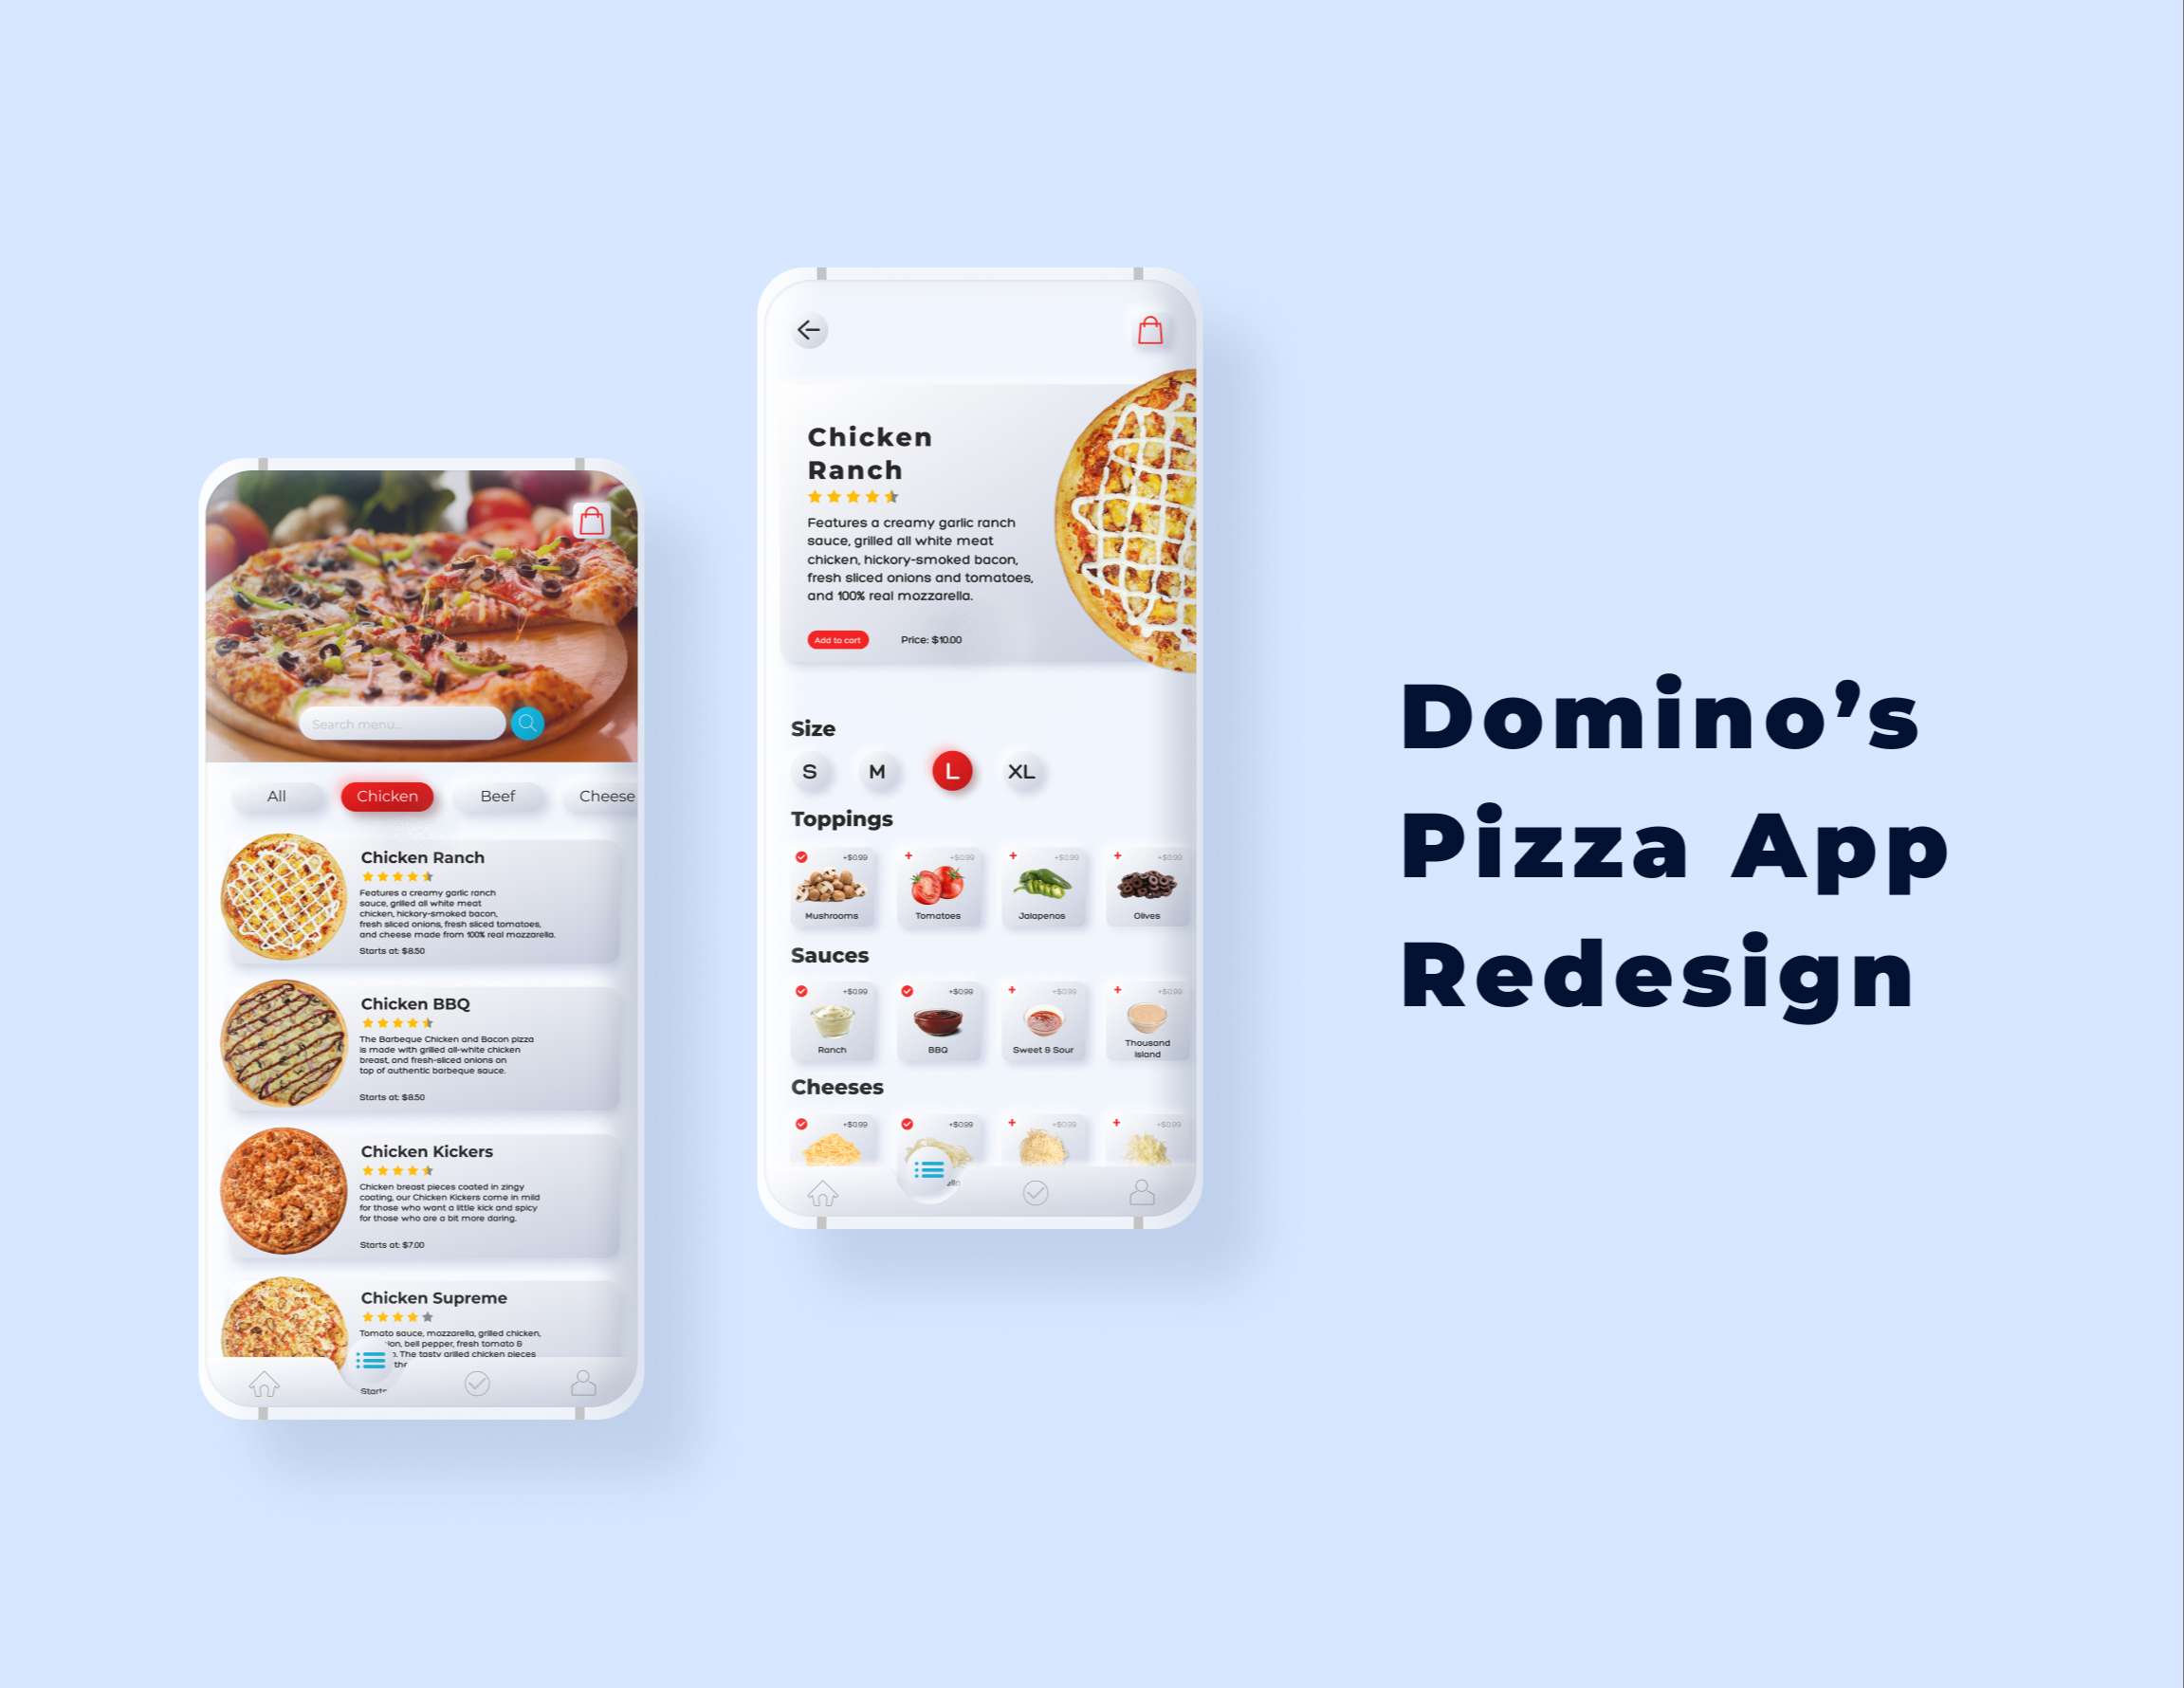 Search menu...
All
Chicken
Beef
Cheese
Chicken Ranch
Features a creamy garlic ranch
sauce, grilled all white meat
chicken, hickory-smoked bacon,
fresh sliced onions, fresh sliced tomatoes,
and cheese made from 100% real mozzarella.
Starts at: $8.50
Chicken BBQ
The Barbeque Chicken and Bacon pizza
is made with grilled all-white chicken
breast, and fresh-sliced onions on
top of authentic barbeque sauce.
Starts at: $8.50
Chicken Kickers
Chicken breast pieces coated in zingy
coating, our Chicken Kickers come in mild
for those who want a little kick and spicy
for those who are a bit more daring.
Starts at: $7.00
Chicken Supreme
Tomato sauce, mozzarella, grilled chicken,
bell pepper, fresh tomato &
The tasty grilled chicken pieces
Chicken
Ranch
Features a creamy garlic ranch
sauce, grilled all white meat
chicken, hickory-smoked bacon,
fresh sliced onions and tomatoes,
and 100% real mozzarella.
Add to cart
Price: $10.00
Size
S
M
L
XL
Toppings
+$0.99
+$0.99
+$0.99
+$0.99
Mushrooms
Tomatoes
Jalapenos
Olives
Sauces
+$0.99
+$0.99
+$0.99
+$0.99
Ranch
BBQ
Sweet & Sour
Thousand
Island
Cheeses
+$0.99
+$0.99
+$0.99
+$0.99
Domino's
Pizza App
Redesign